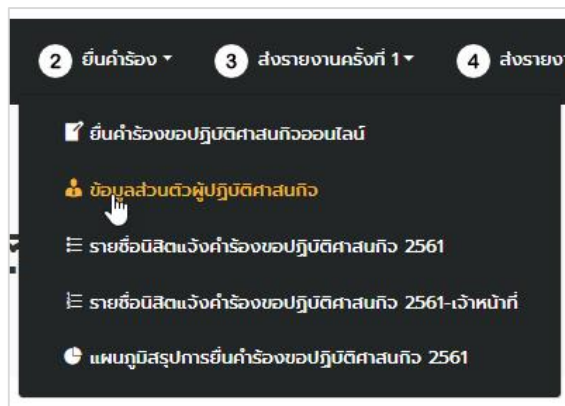 2 ยื่นคำร้อง 3 ส่งรายงานครั้งที่ 1 4 ส่งรายง
ยื่นคำร้องขอปฏิบัติศาสนกิจออนไลน์
ข้อมูลส่วนตัวผู้ปฏิบัติศาสนกิจ
รายชื่อนิสิตแจ้งคำร้องขอปฏิบัติศาสนกิจ 2561
รายชื่อนิสิตแจ้งคำร้องขอปฏิบัติศาสนกิจ 2561-เจ้าหน้าที่
แผนภูมิสรุปการยื่นคำร้องขอปฏิบัติศาสนกิจ 2561